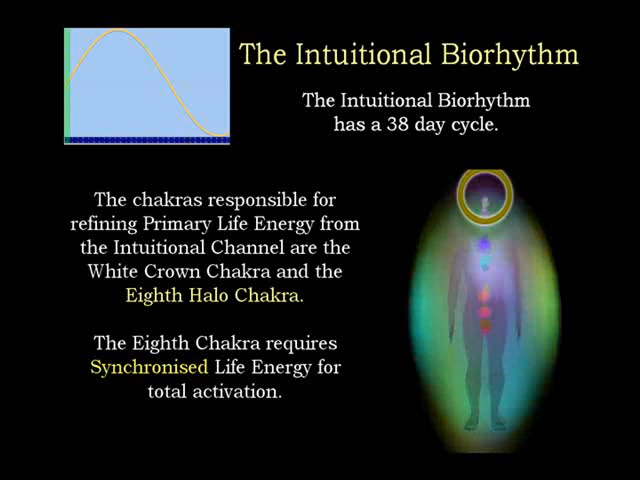 The Intuitional Biorhythm
The Intuitional Biorhythm
has a 38 day cycle.
The chakras responsible for
refining Primary Life Energy from
the Intuitional Channel are the
White Crown Chakra and the
Eighth Halo Chakra.
The Eighth Chakra requires
Synchronised Life Energy for
total activation.